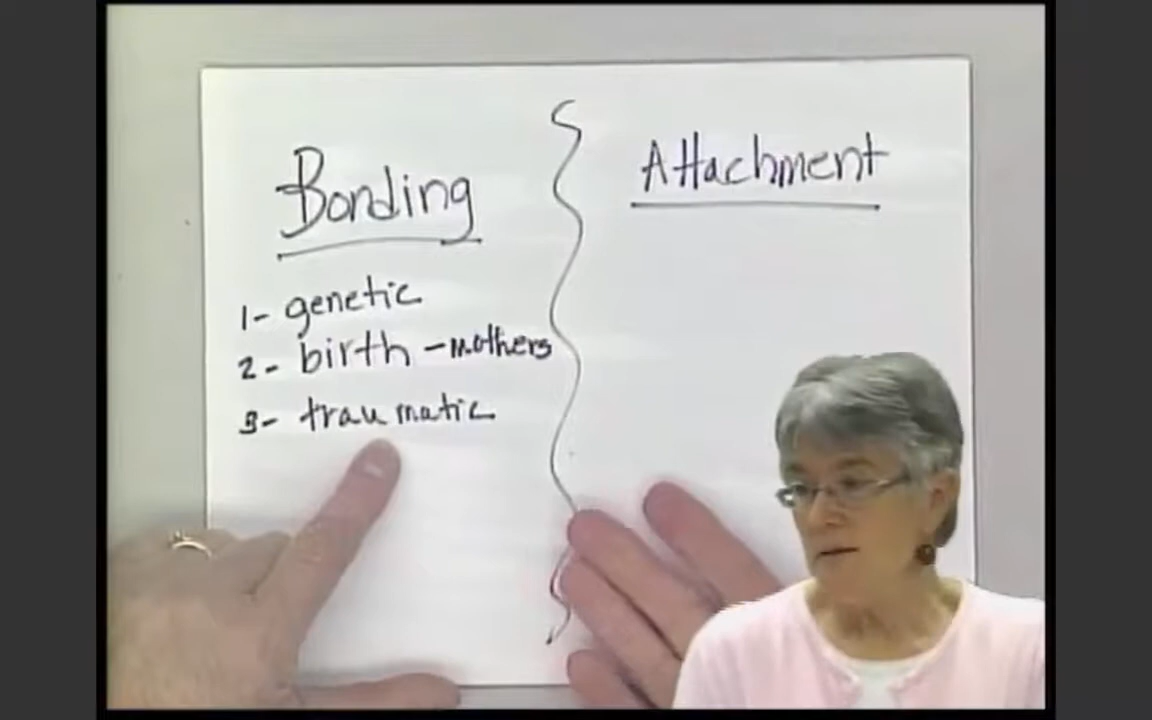 Bonding
1- genetic
2- birth - mothers
3- traumatic
Attachment